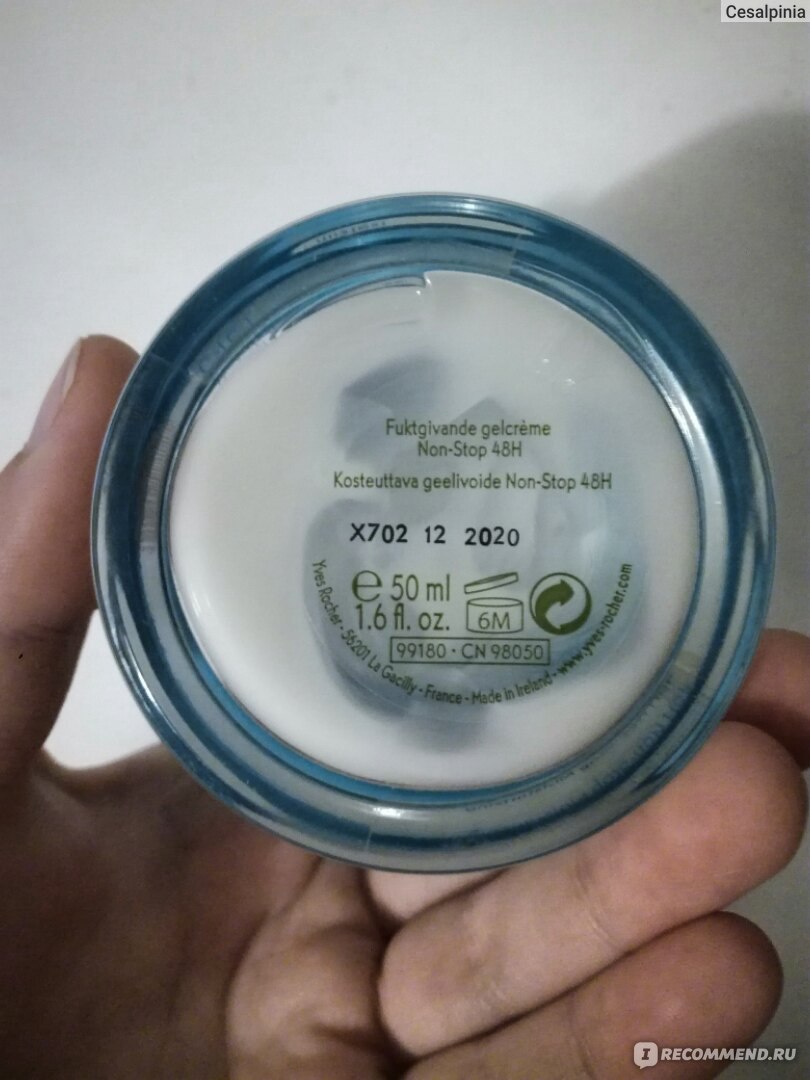 Cesalpinia
Fuktgivande gelcrème
Non-Stop 48H
Kosteuttava geelivoide Non-Stop 48H
X702 12 2020
e 50 ml
1.6 fl. oz.
6M
99180 · CN 98050
Yves Rocher - 56201 La Gacilly - France - Made in Ireland - www.yves-rocher.com
IRECOMMEND.RU